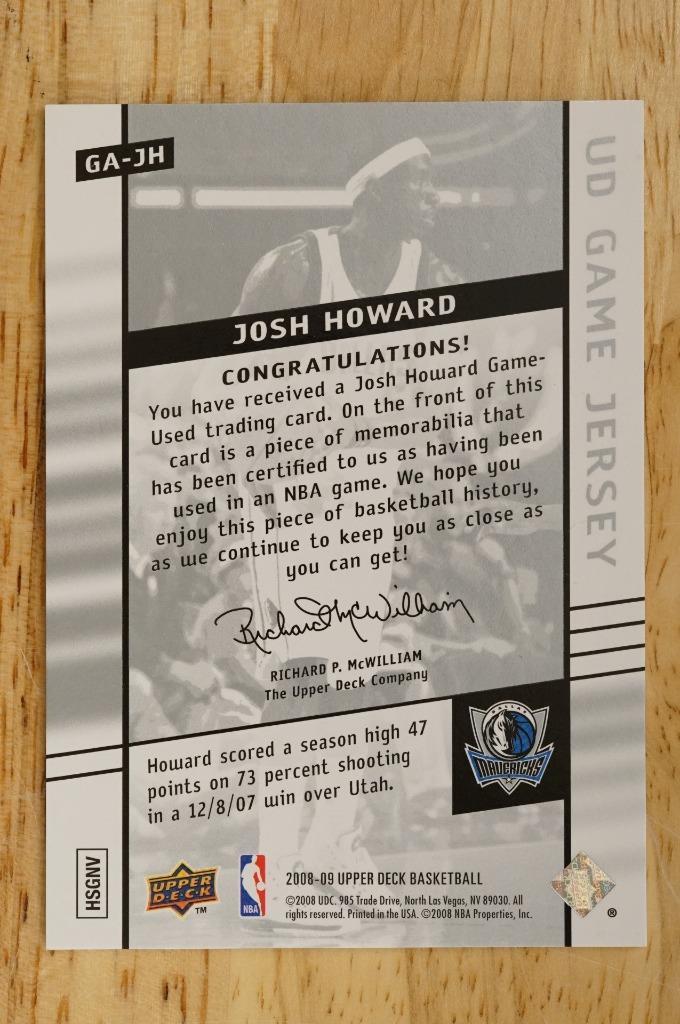 GA-JH
UD GAME JERSEY
JOSH HOWARD
CONGRATULATIONS!
You have received a Josh Howard Game-
Used trading card. On the front of this
card is a piece of memorabilia that
has been certified to us as having been
used in an NBA game. We hope you
enjoy this piece of basketball history,
as we continue to keep you as close as
you can get!
Richard McWilliam
RICHARD P. McWILLIAM
The Upper Deck Company
Howard scored a season high 47
points on 73 percent shooting
in a 12/8/07 win over Utah.
DALLAS
MAVERICKS
HSGNV
UPPER
DECK
TM
NBA
2008-09 UPPER DECK BASKETBALL
©2008 UDC. 985 Trade Drive, North Las Vegas, NV 89030. All
rights reserved. Printed in the USA. ©2008 NBA Properties, Inc.
®